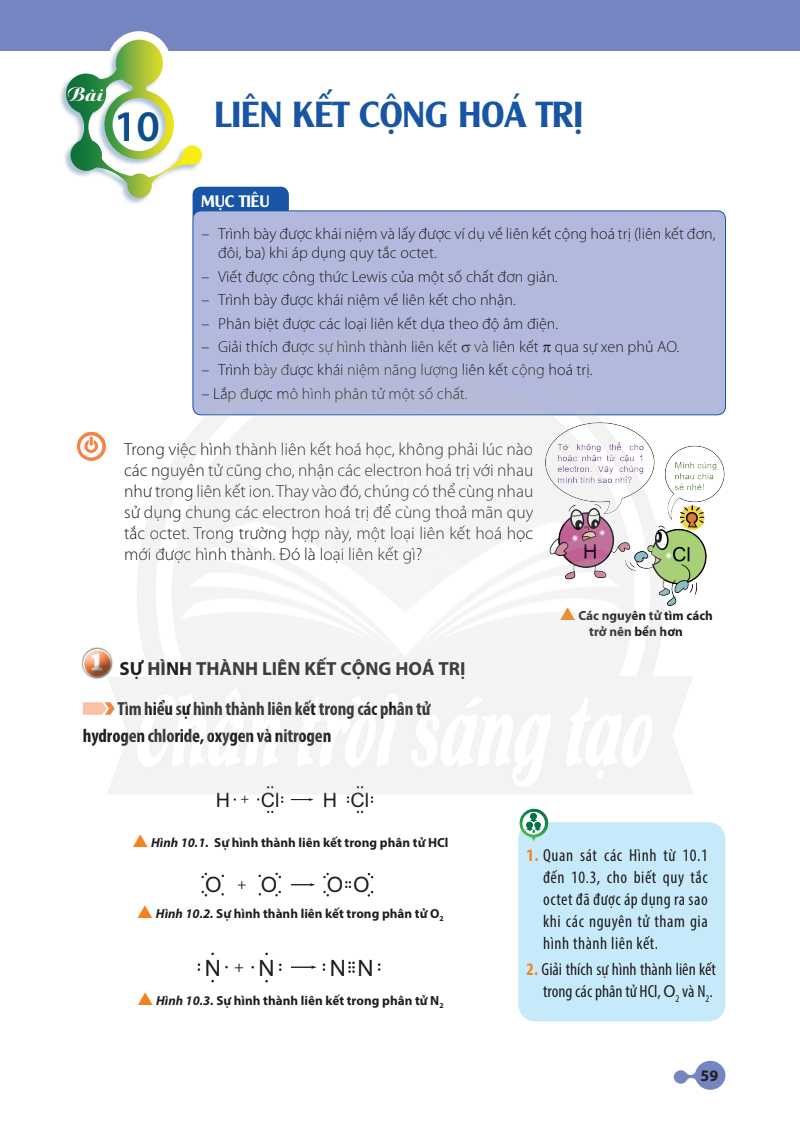 Bài
10
LIÊN KẾT CỘNG HOÁ TRỊ
MỤC TIÊU
– Trình bày được khái niệm và lấy được ví dụ về liên kết cộng hoá trị (liên kết đơn,
đôi, ba) khi áp dụng quy tắc octet.
– Viết được công thức Lewis của một số chất đơn giản.
– Trình bày được khái niệm về liên kết cho nhận.
– Phân biệt được các loại liên kết dựa theo độ âm điện.
– Giải thích được sự hình thành liên kết σ và liên kết π qua sự xen phủ AO.
– Trình bày được khái niệm năng lượng liên kết cộng hoá trị.
– Lắp được mô hình phân tử một số chất.
Trong việc hình thành liên kết hoá học, không phải lúc nào
các nguyên tử cũng cho, nhận các electron hoá trị với nhau
như trong liên kết ion. Thay vào đó, chúng có thể cùng nhau
sử dụng chung các electron hoá trị để cùng thoả mãn quy
tắc octet. Trong trường hợp này, một loại liên kết hoá học
mới được hình thành. Đó là loại liên kết gì?
Tớ không thể cho
hoặc nhận từ cậu 1
electron. Vậy chúng
mình tính sao nhỉ?
Mình cùng
nhau chia
sẻ nhé!
H
Cl
Các nguyên tử tìm cách
trở nên bền hơn
1 SỰ HÌNH THÀNH LIÊN KẾT CỘNG HOÁ TRỊ
Tìm hiểu sự hình thành liên kết trong các phân tử
hydrogen chloride, oxygen và nitrogen
Chân trời sáng tạo
H + Cl ⟶ H Cl
Hình 10.1. Sự hình thành liên kết trong phân tử HCl
O + O ⟶ O O
Hình 10.2. Sự hình thành liên kết trong phân tử O₂
N + N ⟶ N N
Hình 10.3. Sự hình thành liên kết trong phân tử N₂
1. Quan sát các Hình từ 10.1
đến 10.3, cho biết quy tắc
octet đã được áp dụng ra sao
khi các nguyên tử tham gia
hình thành liên kết.
2. Giải thích sự hình thành liên kết
trong các phân tử HCl, O₂ và N₂.
59